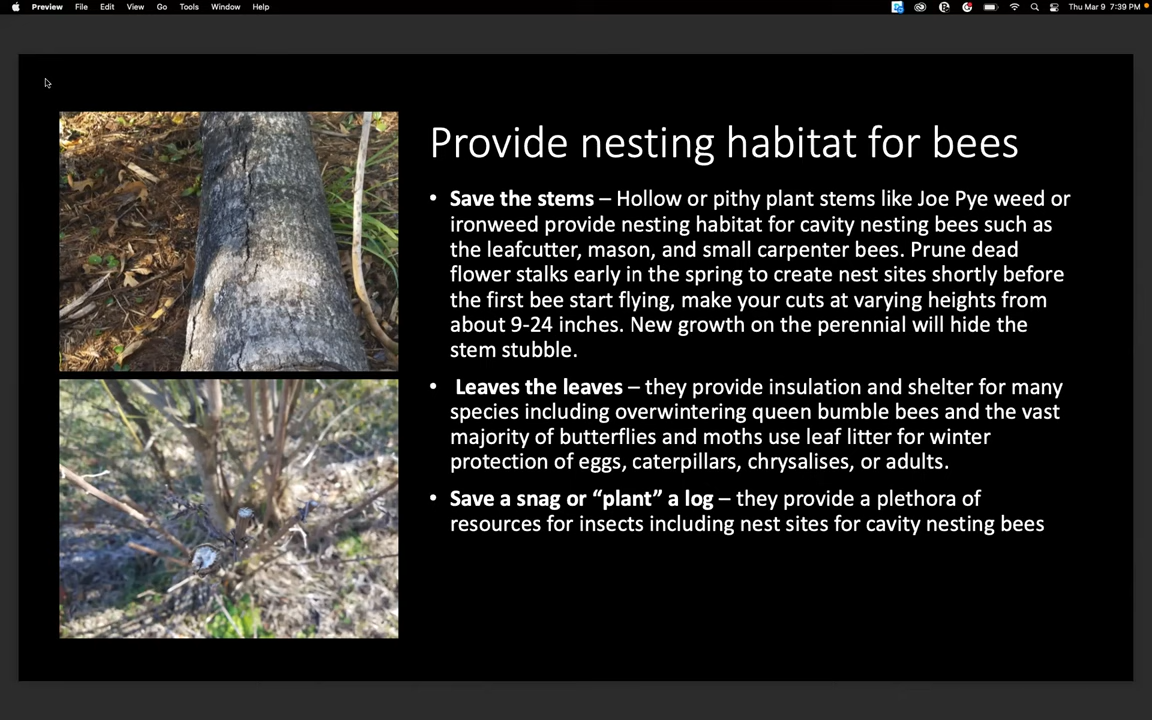 Preview File Edit View Go Tools Window Help Thu Mar 9 7:39 PM
Provide nesting habitat for bees
• Save the stems – Hollow or pithy plant stems like Joe Pye weed or
ironweed provide nesting habitat for cavity nesting bees such as
the leafcutter, mason, and small carpenter bees. Prune dead
flower stalks early in the spring to create nest sites shortly before
the first bee start flying, make your cuts at varying heights from
about 9-24 inches. New growth on the perennial will hide the
stem stubble.
• Leaves the leaves – they provide insulation and shelter for many
species including overwintering queen bumble bees and the vast
majority of butterflies and moths use leaf litter for winter
protection of eggs, caterpillars, chrysalises, or adults.
• Save a snag or “plant” a log – they provide a plethora of
resources for insects including nest sites for cavity nesting bees